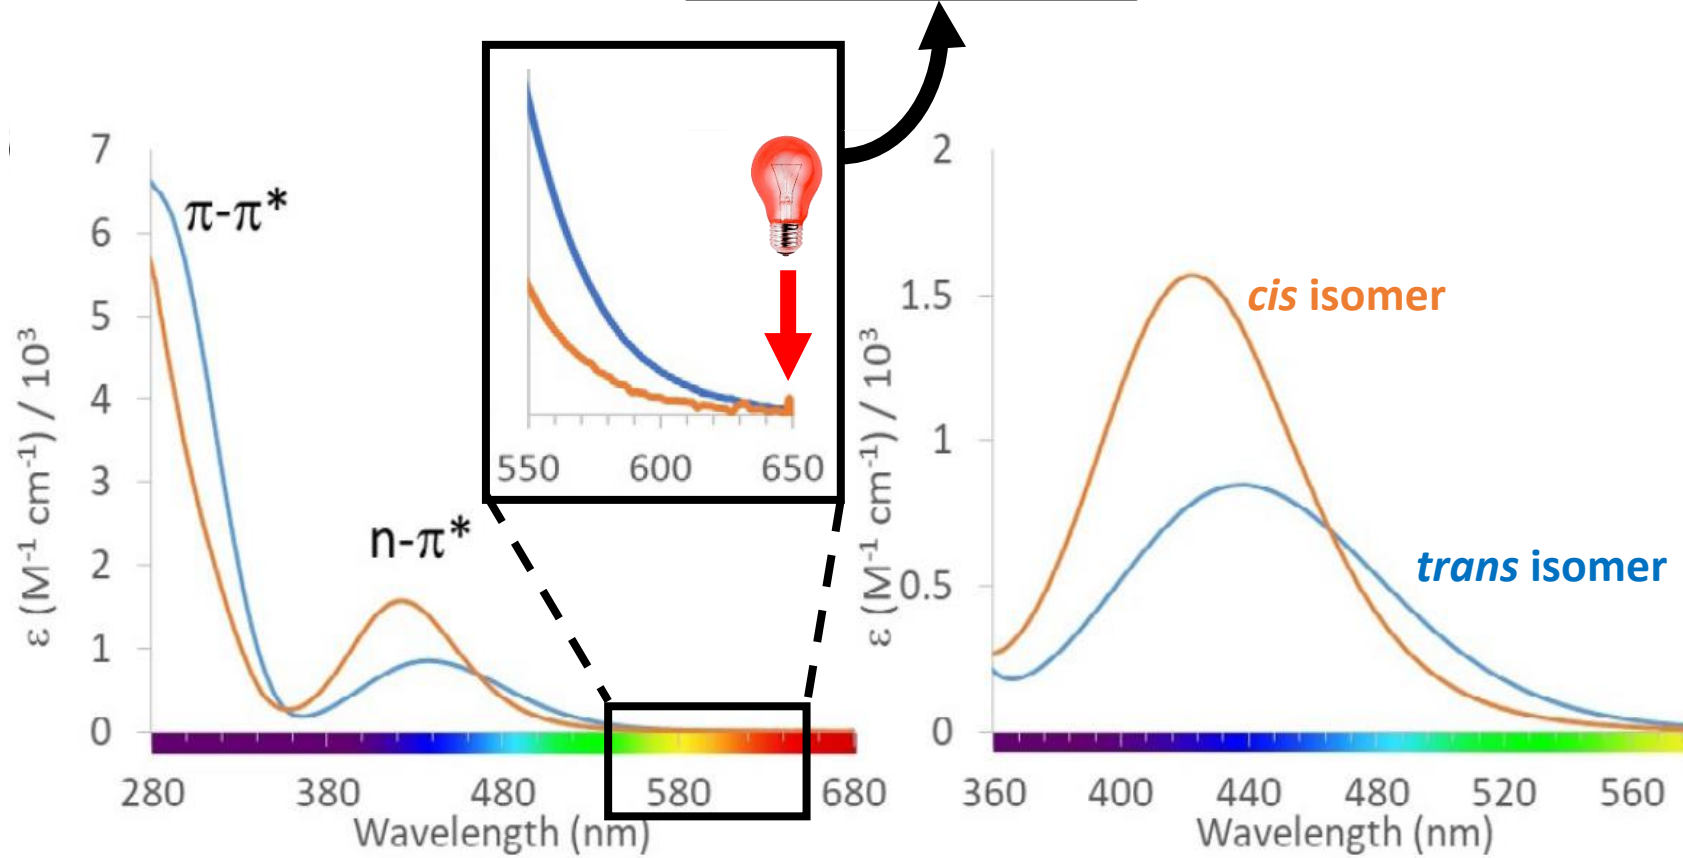 7
6
5
4
3
2
1
0
ε (M⁻¹ cm⁻¹) / 10³
π-π*
n-π*
280 380 480 580 680
Wavelength (nm)
550 600 650
2
1.5
1
0.5
0
ε (M⁻¹ cm⁻¹) / 10³
cis isomer
trans isomer
360 400 440 480 520 560
Wavelength (nm)